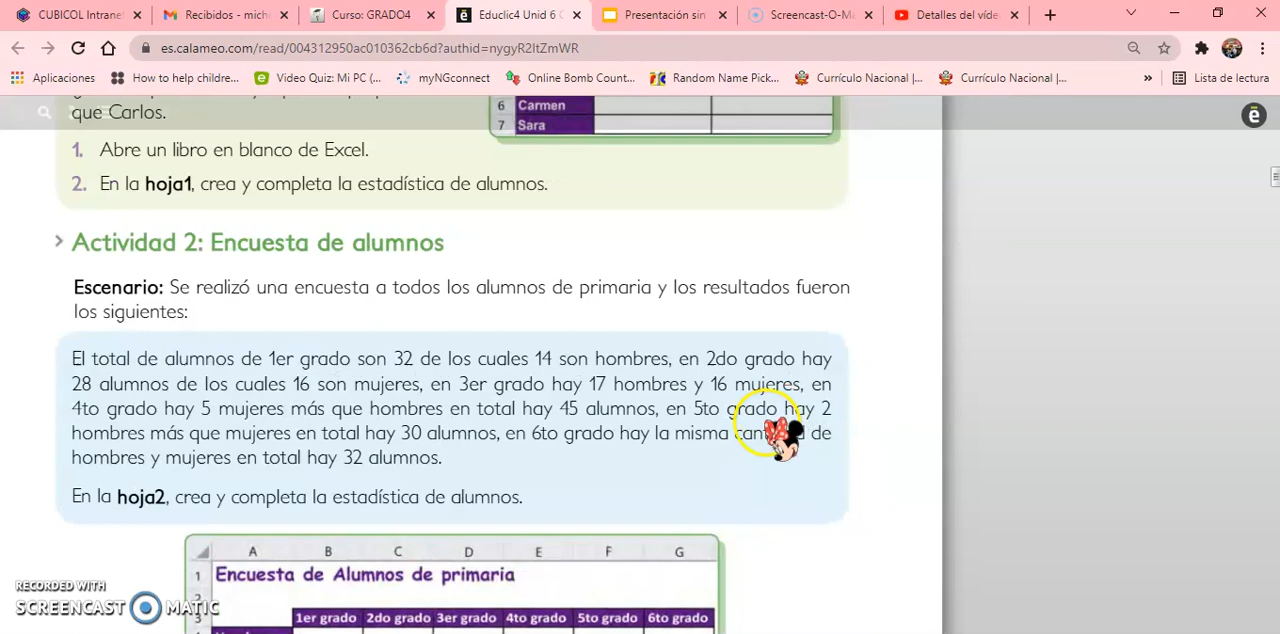 CUBICOL Intranet
Recibidos - mich
Curso: GRADO4
Educlic4 Unid 6 C
Presentación sin
Screencast-O-Ma
Detalles del víde
es.calameo.com/read/004312950ac010362cb6d?authid=nygyR2ltZmWR
Aplicaciones
How to help childre...
Video Quiz: Mi PC (...
myNGconnect
Online Bomb Count...
Random Name Pick...
Currículo Nacional |...
Currículo Nacional |...
»
Lista de lectura
que Carlos.
6 Carmen
7 Sara
1. Abre un libro en blanco de Excel.
2. En la hoja1, crea y completa la estadística de alumnos.
Actividad 2: Encuesta de alumnos
Escenario: Se realizó una encuesta a todos los alumnos de primaria y los resultados fueron
los siguientes:
El total de alumnos de 1er grado son 32 de los cuales 14 son hombres, en 2do grado hay
28 alumnos de los cuales 16 son mujeres, en 3er grado hay 17 hombres y 16 mujeres, en
4to grado hay 5 mujeres más que hombres en total hay 45 alumnos, en 5to grado hay 2
hombres más que mujeres en total hay 30 alumnos, en 6to grado hay la misma cantidad de
hombres y mujeres en total hay 32 alumnos.
En la hoja2, crea y completa la estadística de alumnos.
A B C D E F G
1 Encuesta de Alumnos de primaria
2
3 1er grado 2do grado 3er grado 4to grado 5to grado 6to grado
RECORDED WITH
SCREENCAST MATIC